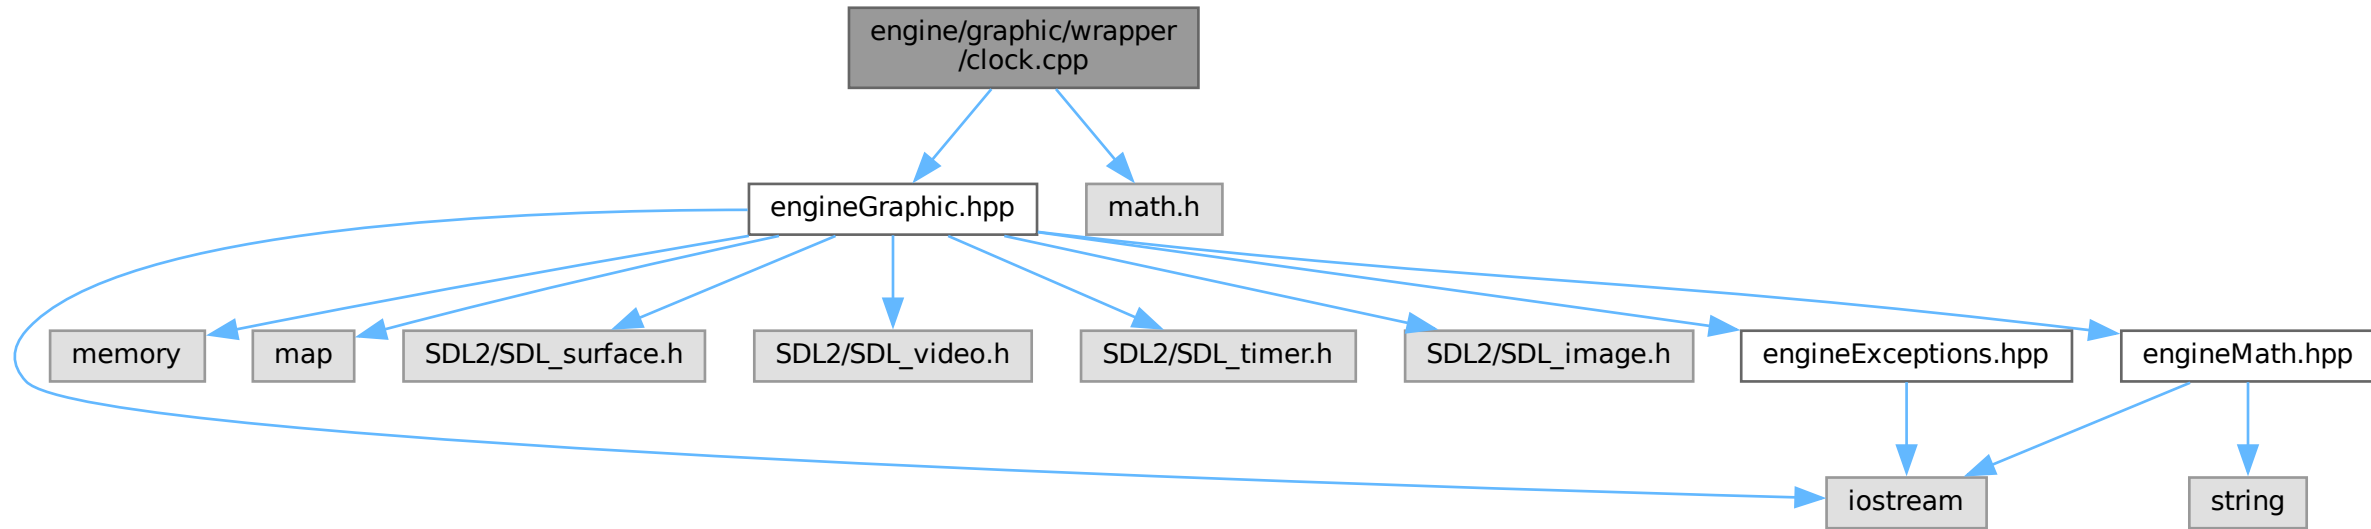 engine/graphic/wrapper
/clock.cpp
engineGraphic.hpp
math.h
memory
map
SDL2/SDL_surface.h
SDL2/SDL_video.h
SDL2/SDL_timer.h
SDL2/SDL_image.h
engineExceptions.hpp
engineMath.hpp
iostream
string